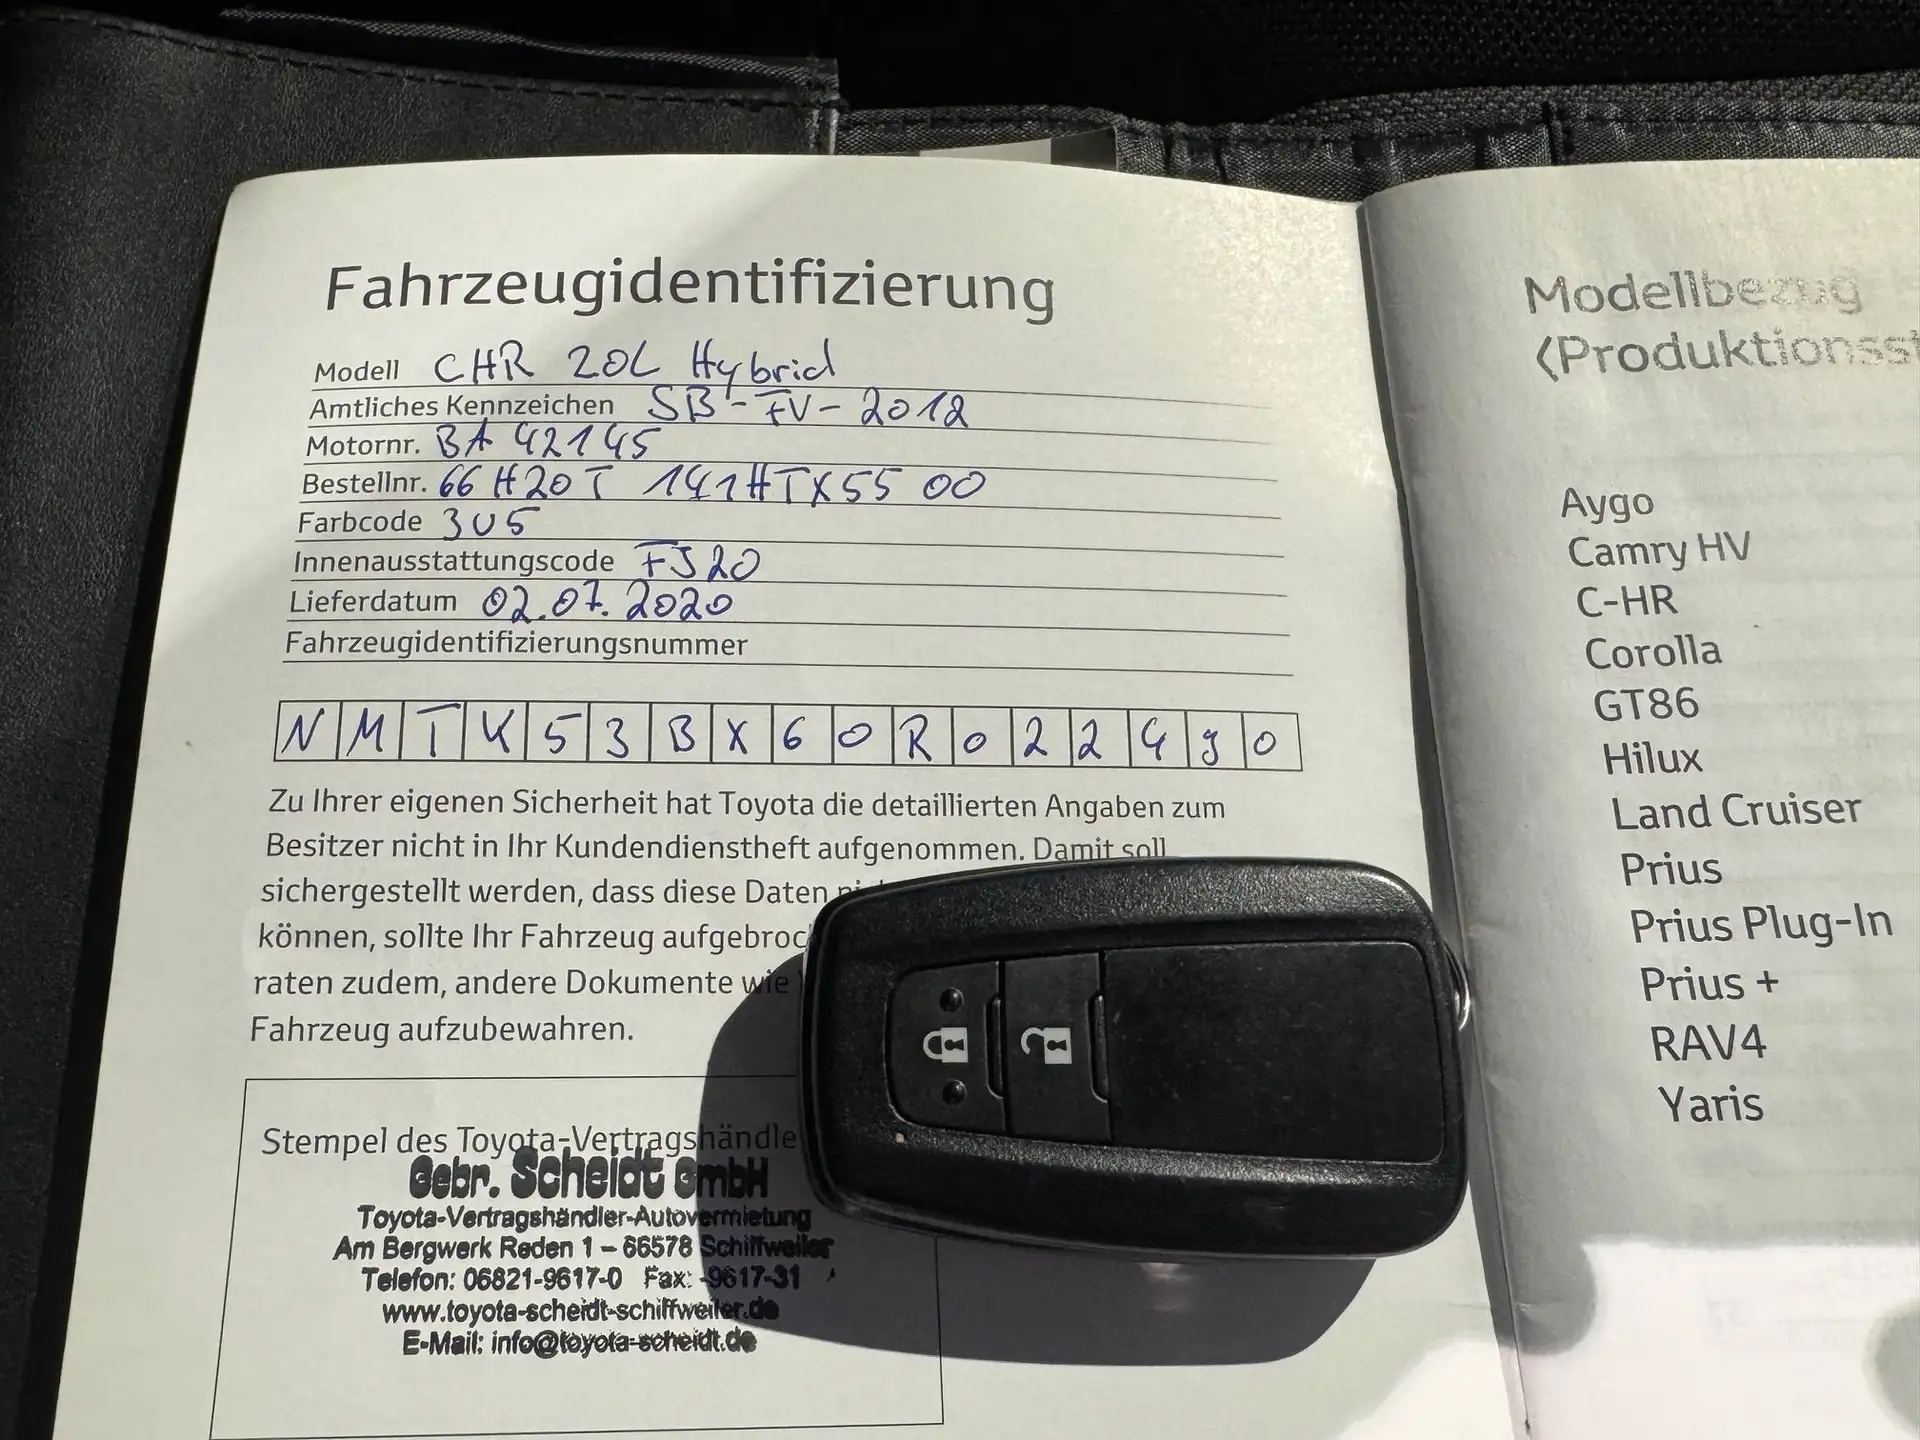 Fahrzeugidentifizierung
Modell CHR 20L Hybrid
Amtliches Kennzeichen SB-FV-2012
Motornr. BA 42145
Bestellnr. 66 H20T 141HTX55 00
Farbcode 3U5
Innenausstattungscode FJ20
Lieferdatum 02.07.2020
Fahrzeugidentifizierungsnummer
NMTK53BX60R022490
Zu Ihrer eigenen Sicherheit hat Toyota die detaillierten Angaben zum
Besitzer nicht in Ihr Kundendienstheft aufgenommen. Damit soll
sichergestellt werden, dass diese Daten
können, sollte Ihr Fahrzeug aufgebroc
raten zudem, andere Dokumente wie
Fahrzeug aufzubewahren.
Stempel des Toyota-Vertragshändle
Gebr. Scheidt GmbH
Toyota-Vertragshändler-Autovermietung
Am Bergwerk Reden 1 – 66578 Schiffweiler
Telefon: 06821-9617-0 Fax: -9617-31
www.toyota-scheidt-schiffweiler.de
E-Mail: info@toyota-scheidt.de
Modellbezug
(Produktionsst
Aygo
Camry HV
C-HR
Corolla
GT86
Hilux
Land Cruiser
Prius
Prius Plug-In
Prius +
RAV4
Yaris